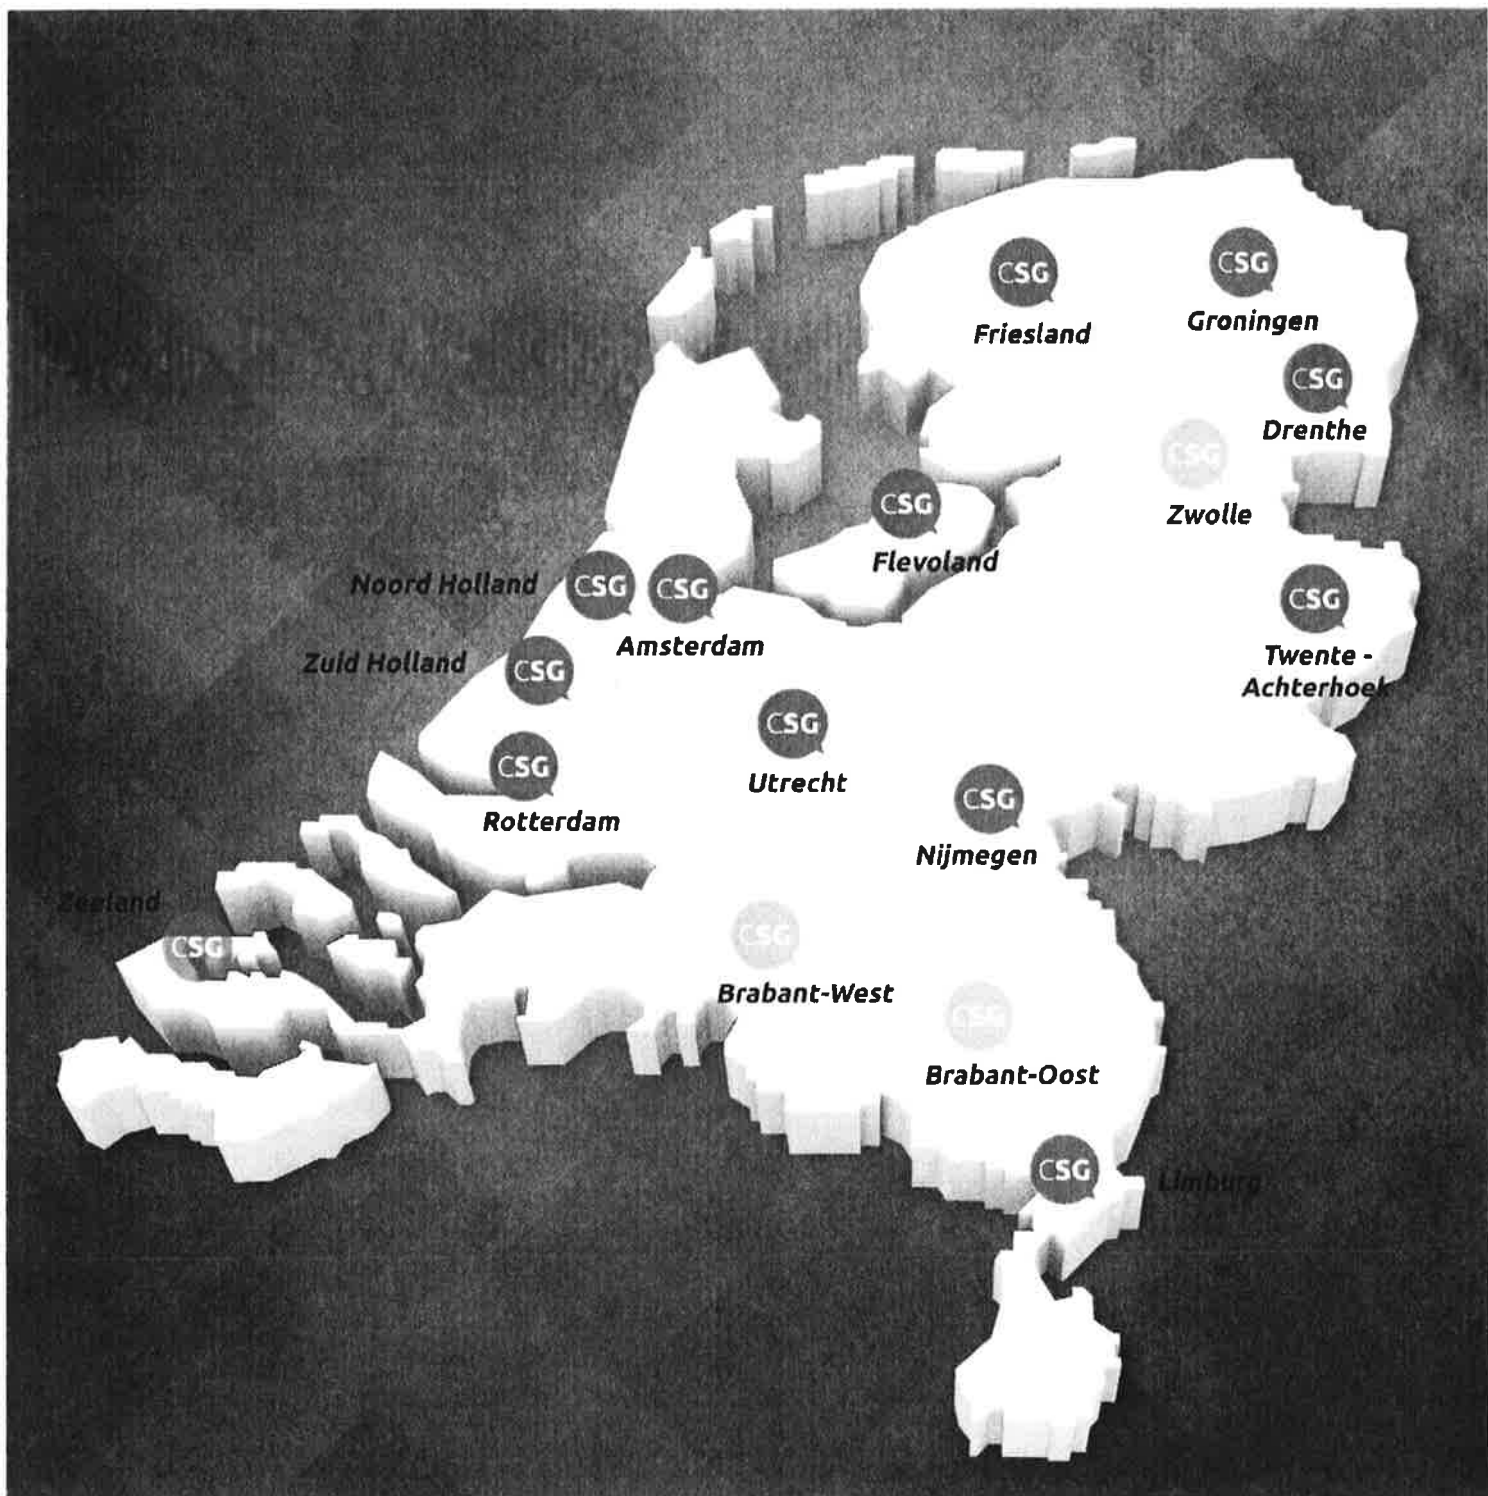 CSG
Friesland
CSG
Groningen
CSG
Drenthe
CSG
Zwolle
CSG
Flevoland
Noord Holland
CSG
CSG
Amsterdam
CSG
Twente -
Achterhoek
Zuid Holland
CSG
CSG
Utrecht
CSG
Rotterdam
CSG
Nijmegen
Zeeland
CSG
CSG
Brabant-West
CSG
Brabant-Oost
CSG
Limburg